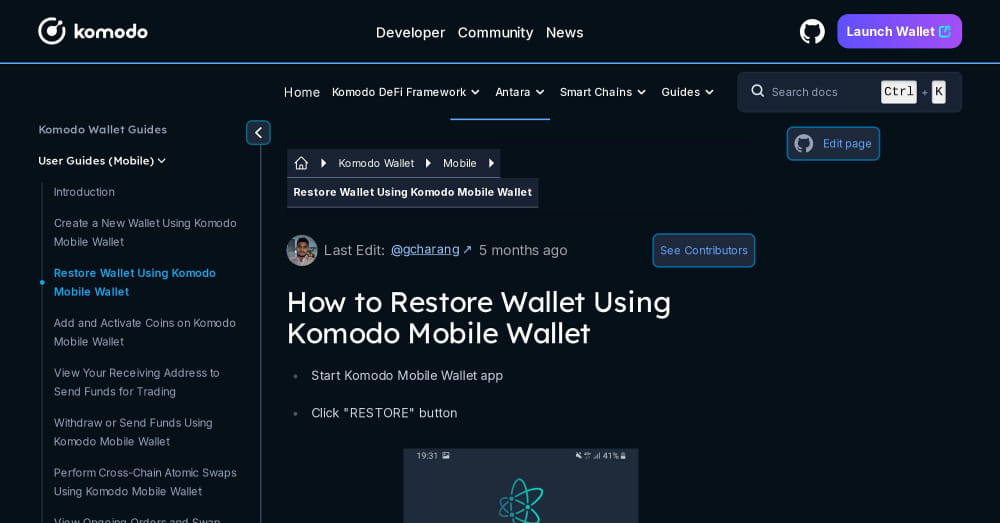 komodo
Developer Community News
Launch Wallet
Home Komodo DeFi Framework Antara Smart Chains Guides
Search docs Ctrl + K
Komodo Wallet Guides
User Guides (Mobile)
Introduction
Create a New Wallet Using Komodo
Mobile Wallet
Restore Wallet Using Komodo
Mobile Wallet
Add and Activate Coins on Komodo
Mobile Wallet
View Your Receiving Address to
Send Funds for Trading
Withdraw or Send Funds Using
Komodo Mobile Wallet
Perform Cross-Chain Atomic Swaps
Using Komodo Mobile Wallet
View Ongoing Orders and Swap
Edit page
Komodo Wallet Mobile
Restore Wallet Using Komodo Mobile Wallet
Last Edit: @gcharang ↗ 5 months ago
See Contributors
How to Restore Wallet Using
Komodo Mobile Wallet
Start Komodo Mobile Wallet app
Click "RESTORE" button
19:31 41%